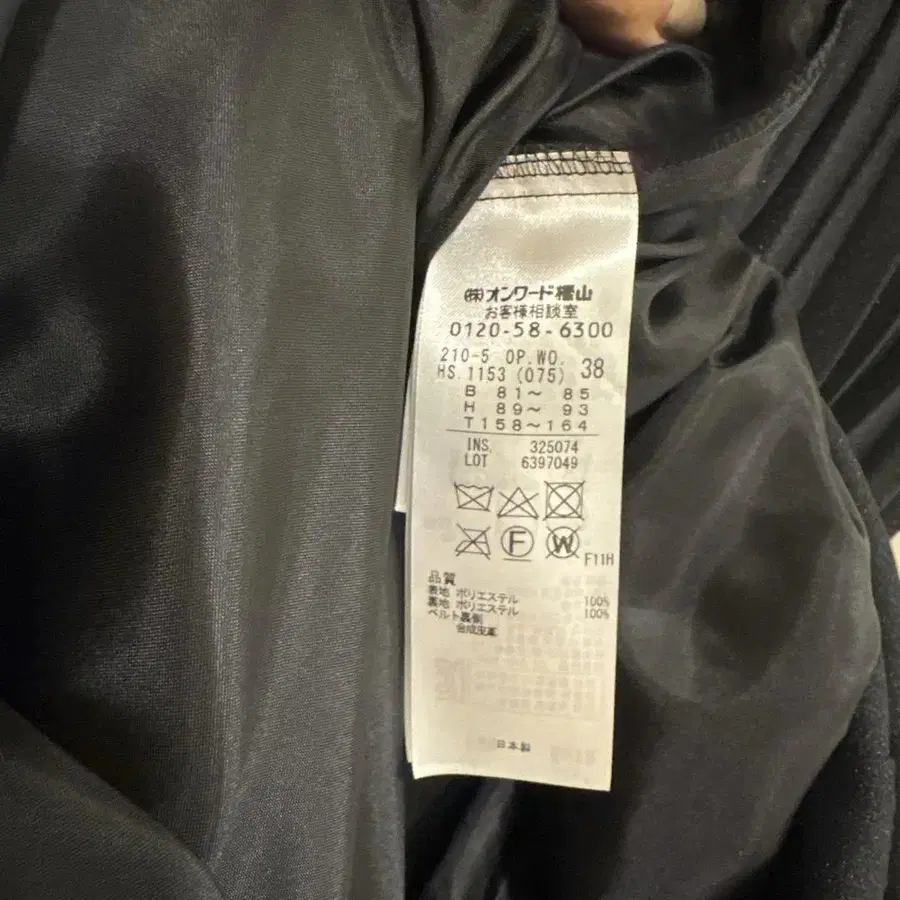 (株)オンワード樫山
お客様相談室
0120-58-6300
210-5 OP.WO. 38
HS.1153 (075)
B 81～ 85
H 89～ 93
T 158～164
INS. 325074
LOT 6397049
F W F11H
品質
表地 ポリエステル 100%
裏地 ポリエステル 100%
ベルト裏側
合成皮革
日本製